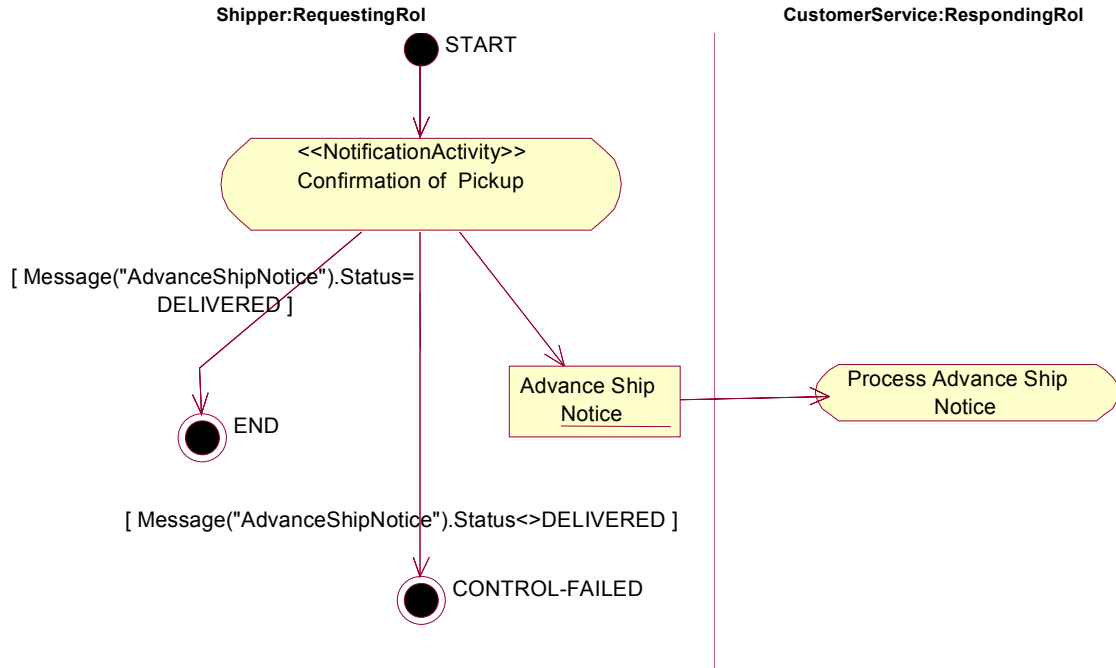 Shipper:RequestingRol
CustomerService:RespondingRol
START
<<NotificationActivity>>
Confirmation of Pickup
[ Message("AdvanceShipNotice").Status=
DELIVERED ]
Advance Ship
Notice
Process Advance Ship
Notice
END
[ Message("AdvanceShipNotice").Status<>DELIVERED ]
CONTROL-FAILED